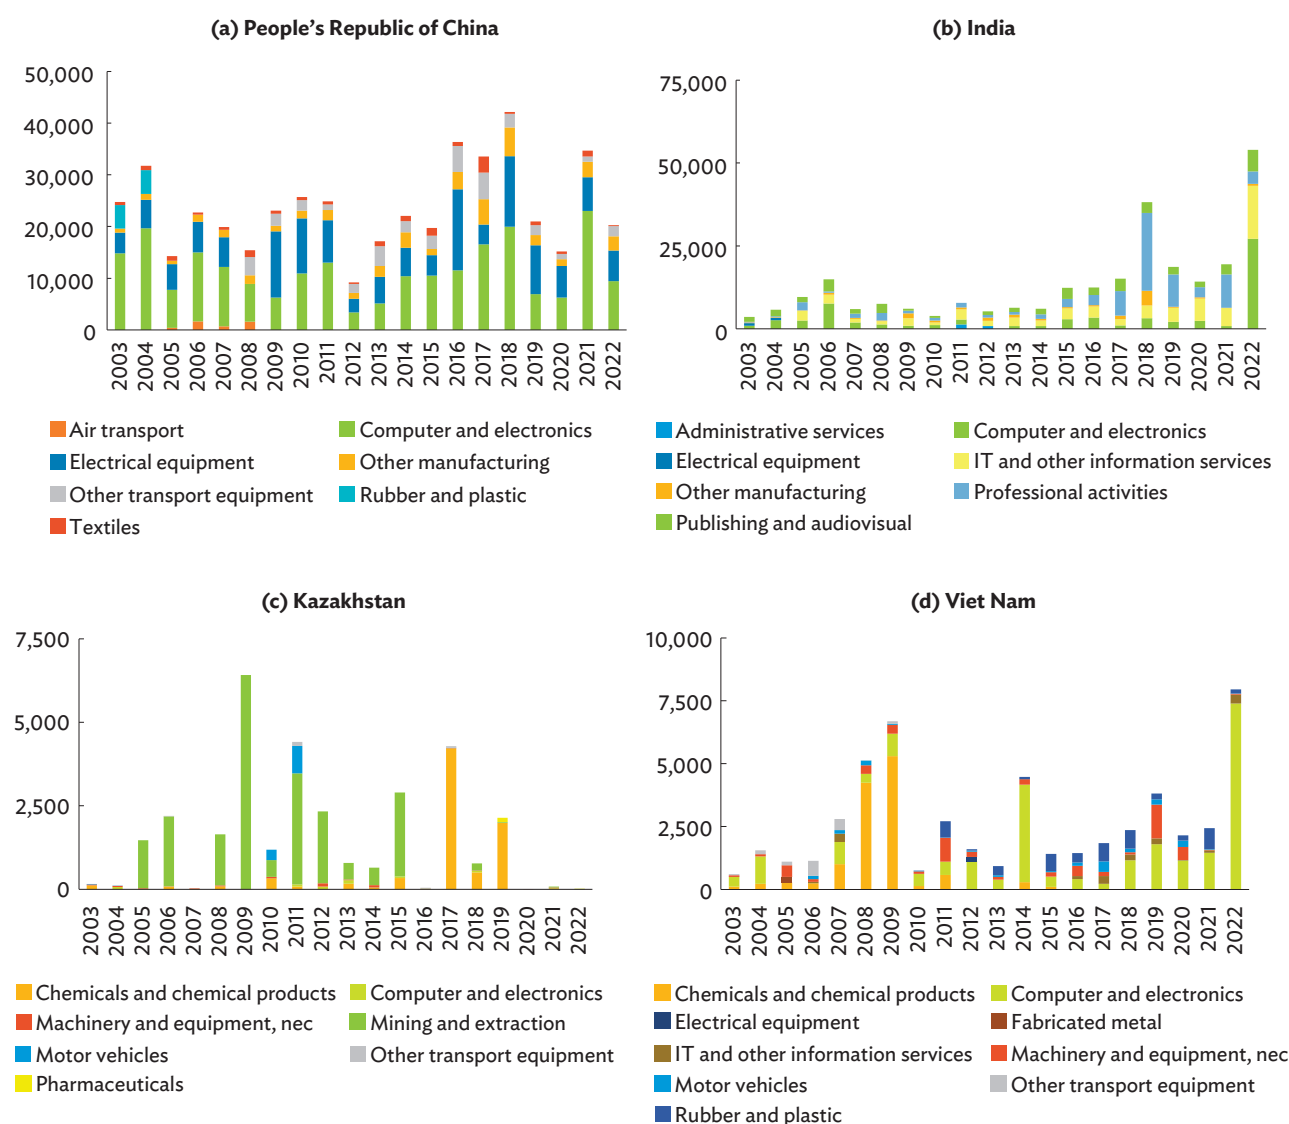 (a) People's Republic of China
50,000
40,000
30,000
20,000
10,000
0
2003 2004 2005 2006 2007 2008 2009 2010 2011 2012 2013 2014 2015 2016 2017 2018 2019 2020 2021 2022
Air transport Computer and electronics
Electrical equipment Other manufacturing
Other transport equipment Rubber and plastic
Textiles
(b) India
75,000
50,000
25,000
0
2003 2004 2005 2006 2007 2008 2009 2010 2011 2012 2013 2014 2015 2016 2017 2018 2019 2020 2021 2022
Administrative services Computer and electronics
Electrical equipment IT and other information services
Other manufacturing Professional activities
Publishing and audiovisual
(c) Kazakhstan
7,500
5,000
2,500
0
2003 2004 2005 2006 2007 2008 2009 2010 2011 2012 2013 2014 2015 2016 2017 2018 2019 2020 2021 2022
Chemicals and chemical products Computer and electronics
Machinery and equipment, nec Mining and extraction
Motor vehicles Other transport equipment
Pharmaceuticals
(d) Viet Nam
10,000
7,500
5,000
2,500
0
2003 2004 2005 2006 2007 2008 2009 2010 2011 2012 2013 2014 2015 2016 2017 2018 2019 2020 2021 2022
Chemicals and chemical products Computer and electronics
Electrical equipment Fabricated metal
IT and other information services Machinery and equipment, nec
Motor vehicles Other transport equipment
Rubber and plastic